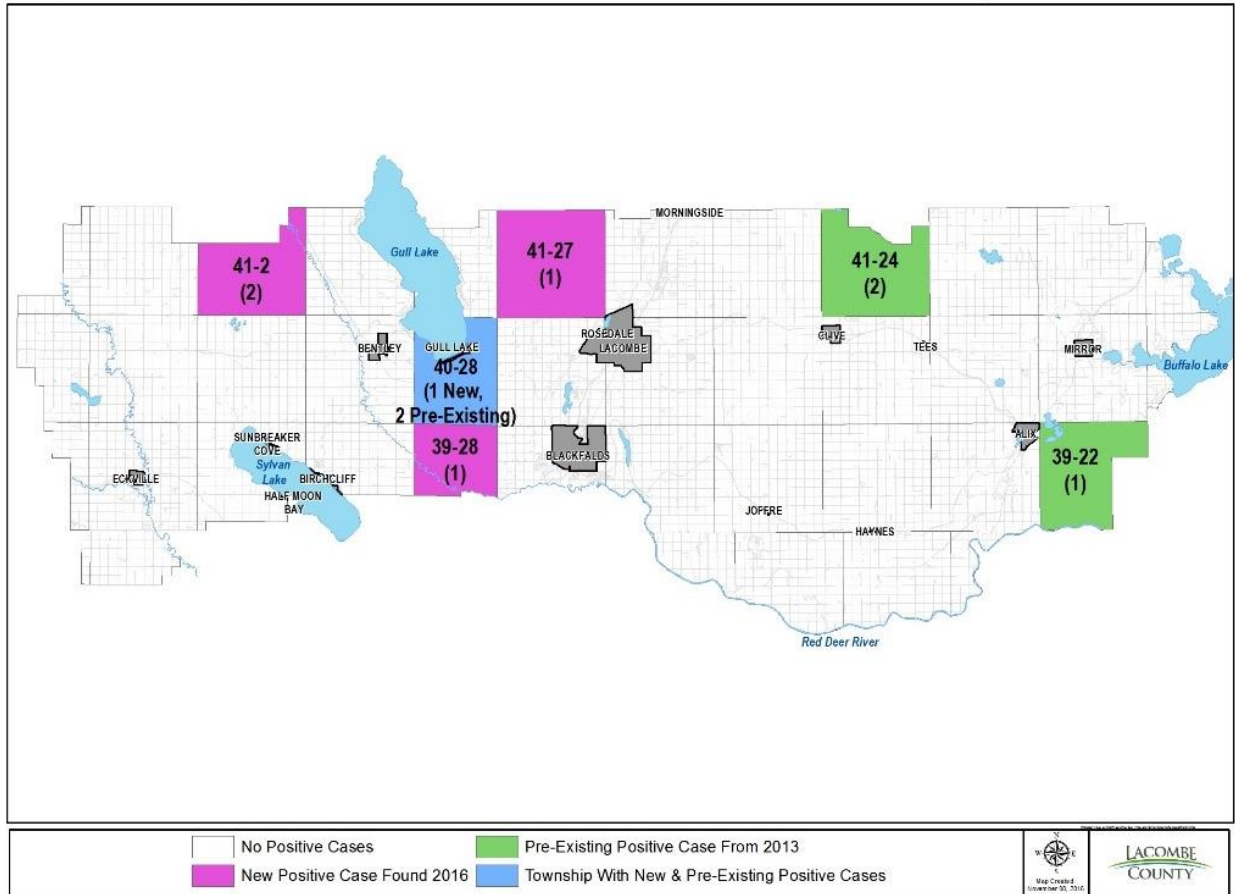 MORNINGSIDE
Gull Lake
41-2
(2)
41-27
(1)
41-24
(2)
ROSEDALE
LACOMBE
CLIVE
BENTLEY
GULL LAKE
TEES
MIRROR
40-28
(1 New,
2 Pre-Existing)
Buffalo Lake
SUNBREAKER
COVE
Sylvan
Lake
39-28
(1)
BLACKFALDS
ALIX
39-22
(1)
ECKVILLE
BIRCHCLIFF
HALF MOON
BAY
JOFFRE
HAYNES
Red Deer River
No Positive Cases
Pre-Existing Positive Case From 2013
New Positive Case Found 2016
Township With New & Pre-Existing Positive Cases
N
W E
S
Map Created
November 08, 2016
LACOMBE
COUNTY